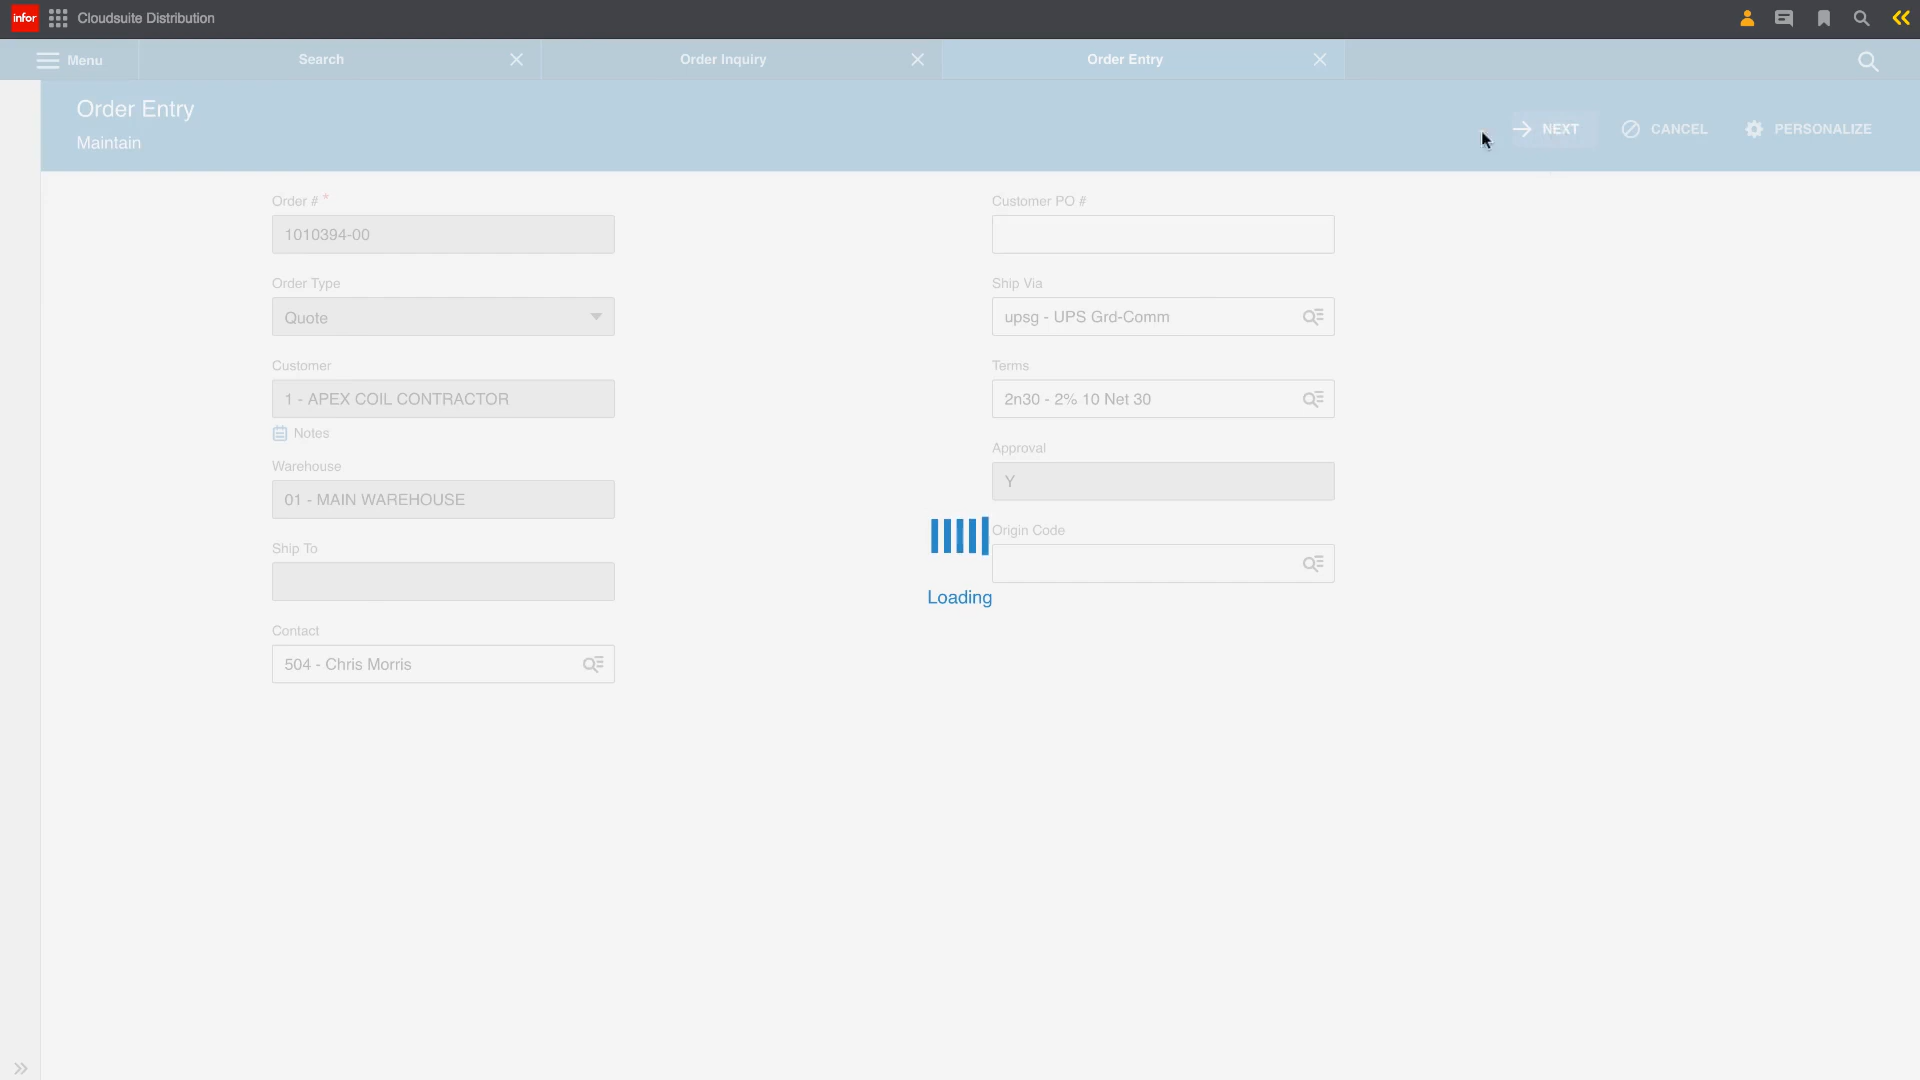 infor
Cloudsuite Distribution
Menu
Search
Order Inquiry
Order Entry
Order Entry
Maintain
NEXT
CANCEL
PERSONALIZE
Order # *
1010394-00
Order Type
Quote
Customer
1 - APEX COIL CONTRACTOR
Notes
Warehouse
01 - MAIN WAREHOUSE
Ship To
Contact
504 - Chris Morris
Customer PO #
Ship Via
upsg - UPS Grd-Comm
Terms
2n30 - 2% 10 Net 30
Approval
Y
Origin Code
Loading